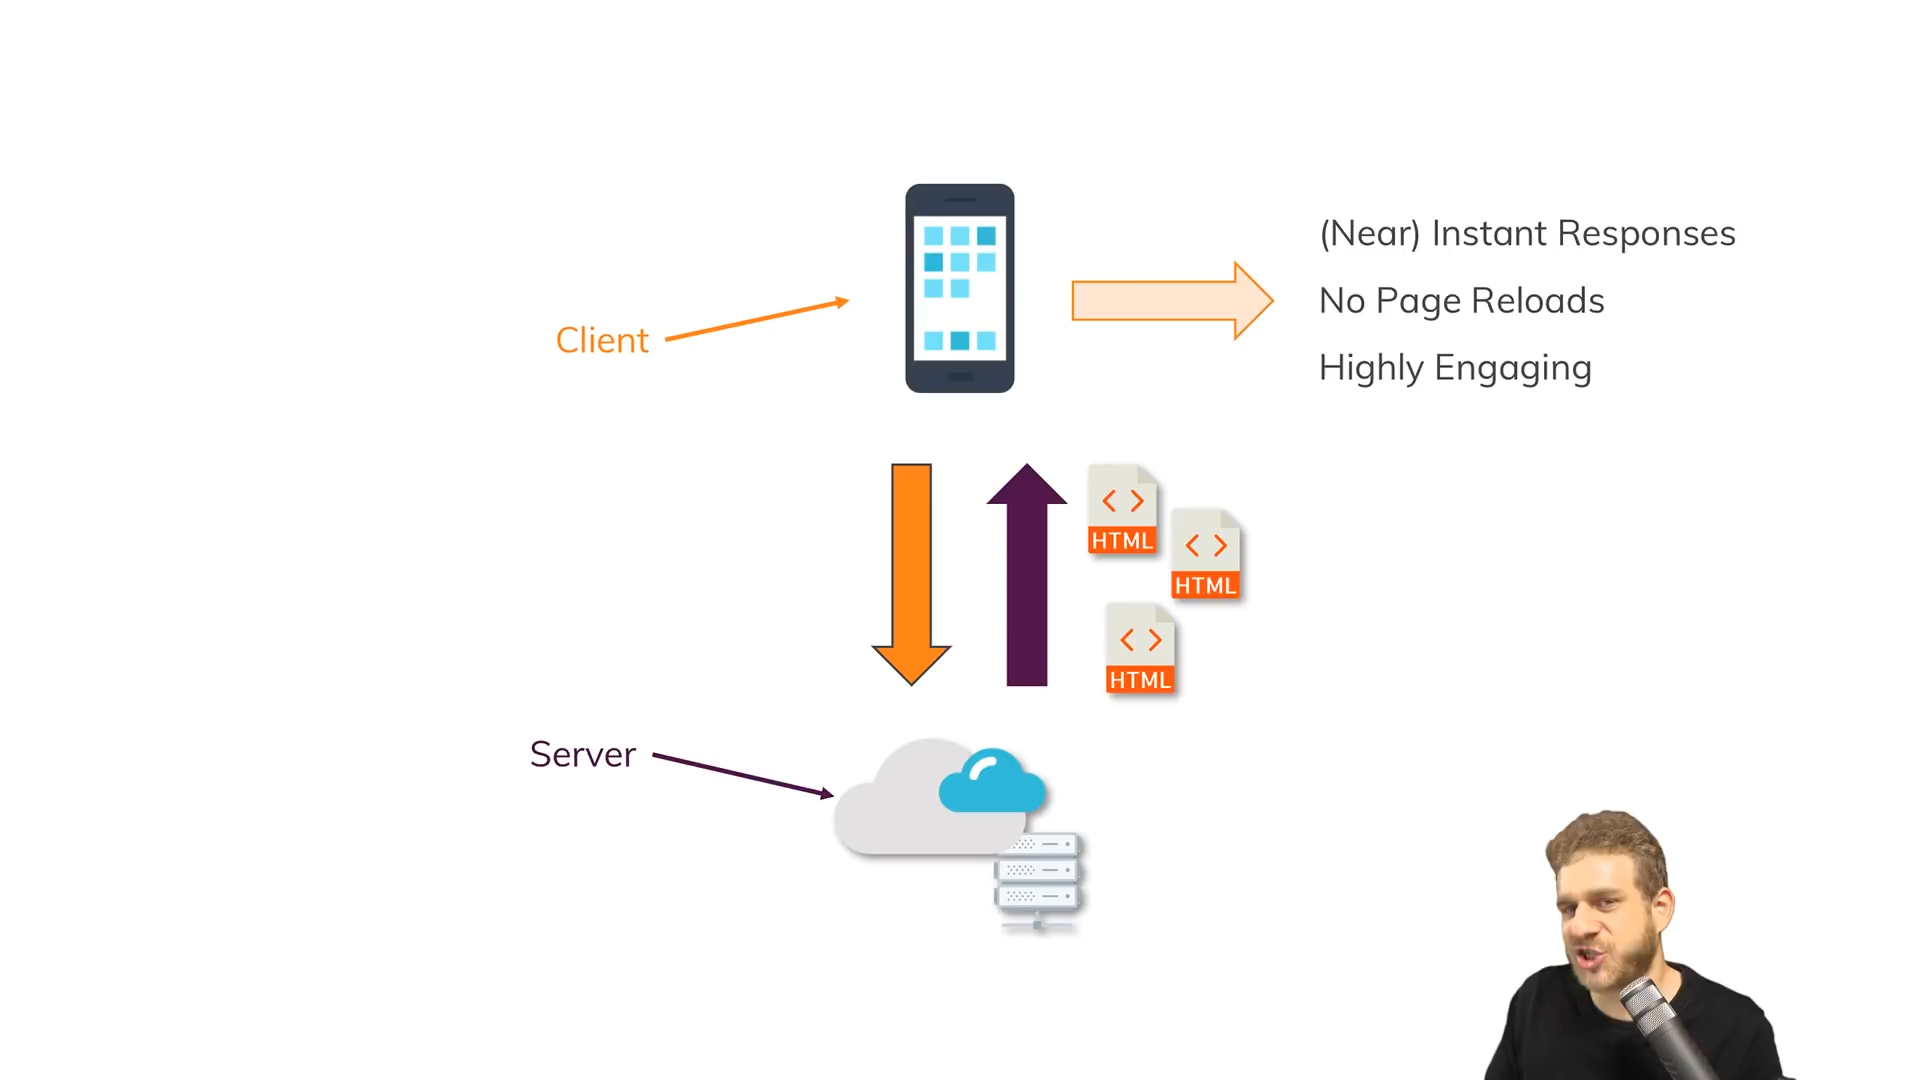 (Near) Instant Responses
No Page Reloads
Highly Engaging
Client
HTML
HTML
HTML
Server